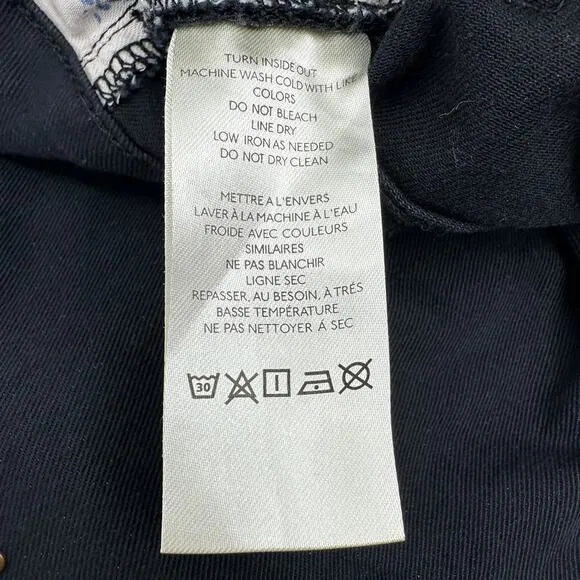 TURN INSIDE OUT
MACHINE WASH COLD WITH LIKE
COLORS
DO NOT BLEACH
LINE DRY
LOW IRON AS NEEDED
DO NOT DRY CLEAN
METTRE A L'ENVERS
LAVER À LA MACHINE À L'EAU
FROIDE AVEC COULEURS
SIMILAIRES
NE PAS BLANCHIR
LIGNE SEC
REPASSER, AU BESOIN, À TRÉS
BASSE TEMPÉRATURE
NE PAS NETTOYER Á SEC
30